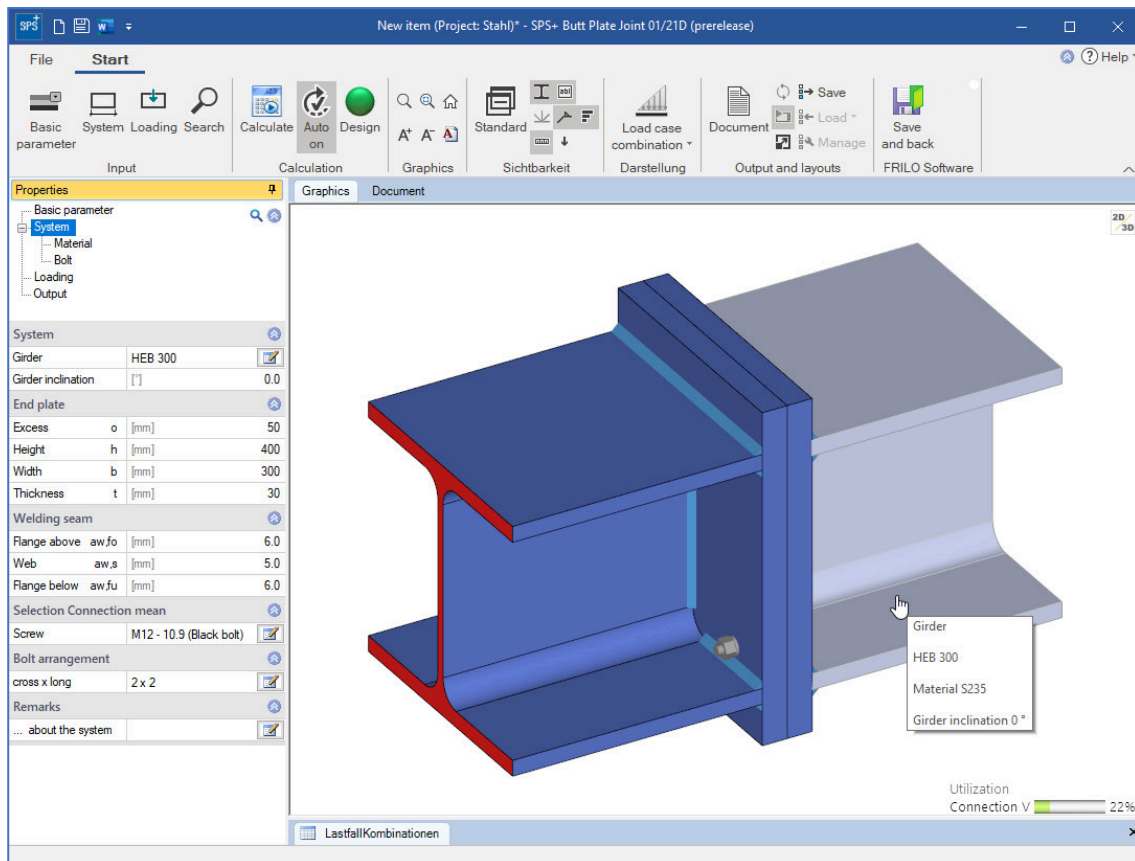 SPS+
New item (Project: Stahl)* - SPS+ Butt Plate Joint 01/21D (prerelease)
File Start
Help
Basic parameter
System
Loading
Search
Input
Calculate
Auto on
Design
Calculation
A+ A- A
Graphics
Standard
abl
Sichtbarkeit
Load case combination
Darstellung
Document
Save
Load
Manage
Output and layouts
Save and back
FRILO Software
Properties
Basic parameter
System
Material
Bolt
Loading
Output
System
Girder HEB 300
Girder inclination [°] 0.0
End plate
Excess o [mm] 50
Height h [mm] 400
Width b [mm] 300
Thickness t [mm] 30
Welding seam
Flange above aw,fo [mm] 6.0
Web aw,s [mm] 5.0
Flange below aw,fu [mm] 6.0
Selection Connection mean
Screw M12 - 10.9 (Black bolt)
Bolt arrangement
cross x long 2 x 2
Remarks
... about the system
Graphics Document
2D/3D
Girder
HEB 300
Material S235
Girder inclination 0 °
Utilization
Connection V 22%
LastfallKombinationen